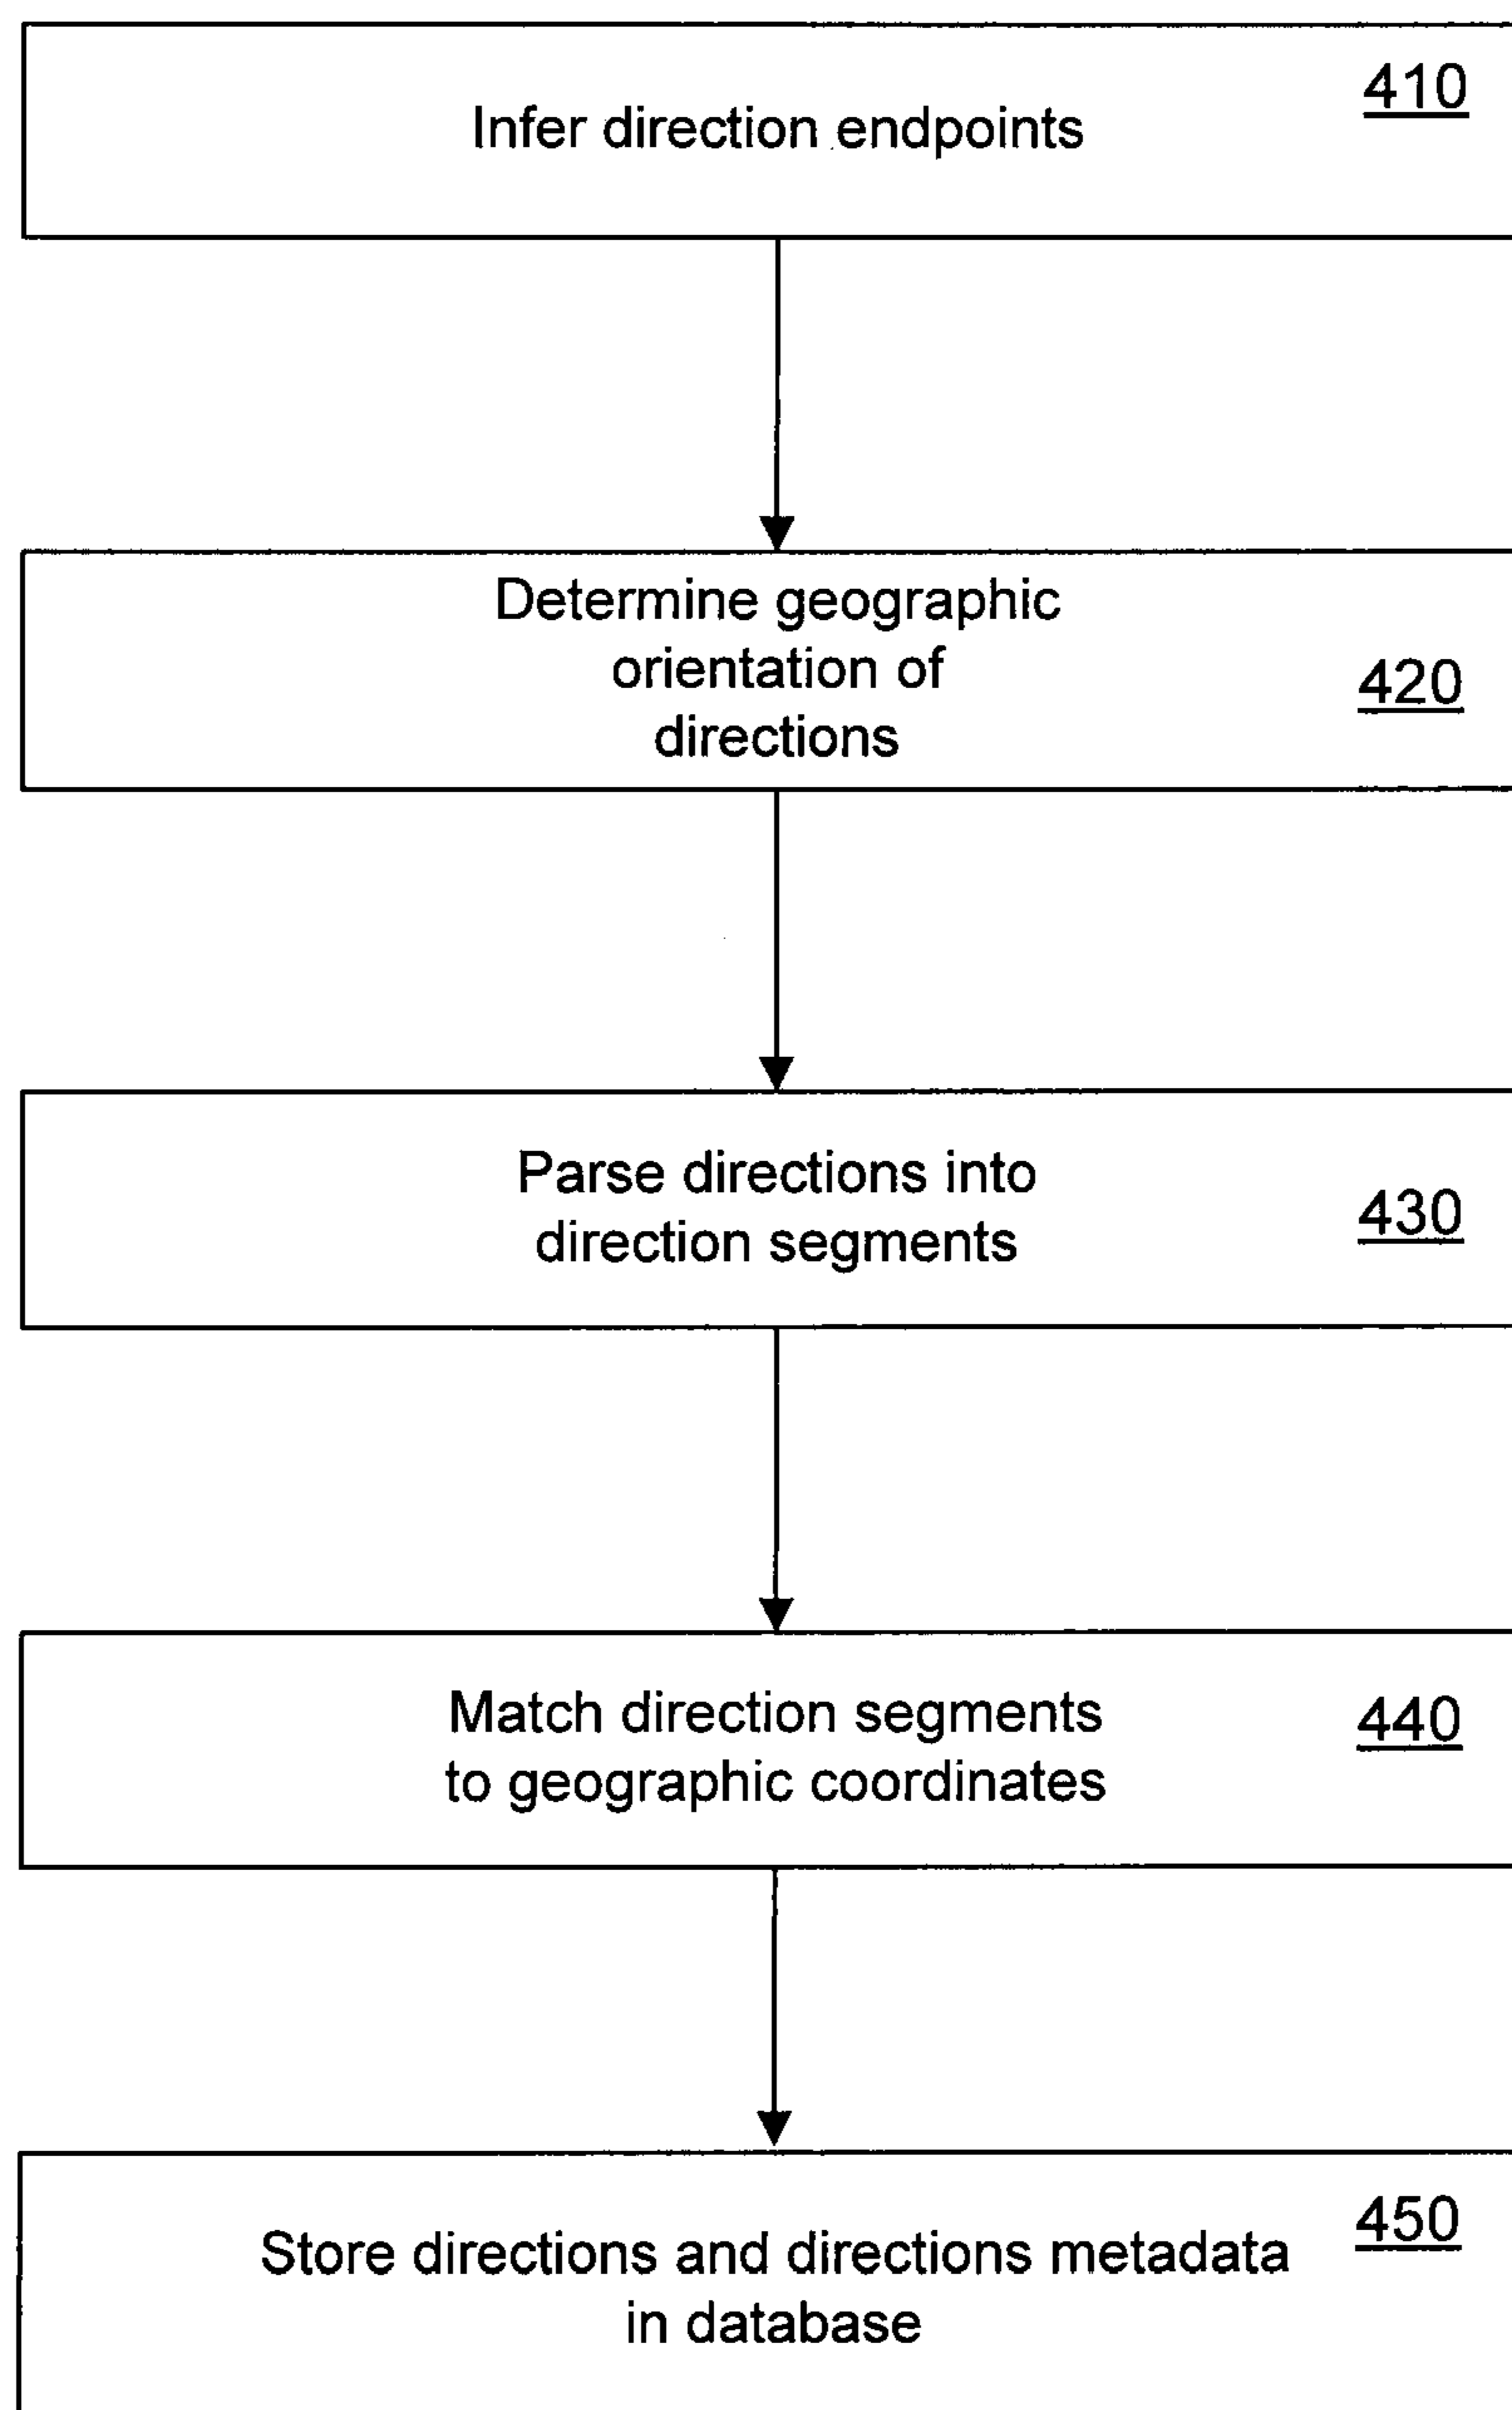 410
Infer direction endpoints
Determine geographic
orientation of
directions
420
Parse directions into
direction segments
430
Match direction segments
to geographic coordinates
440
450
Store directions and directions metadata
in database